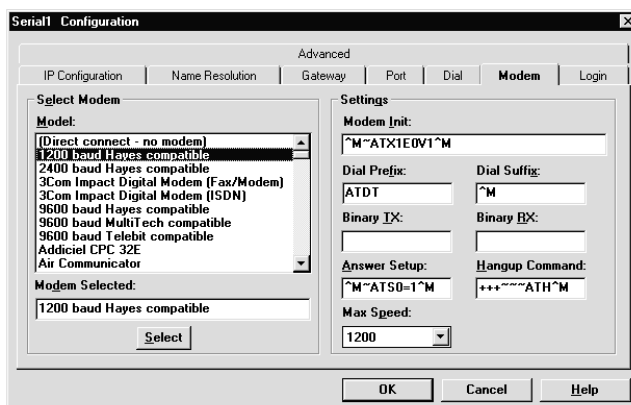 Serial1 Configuration
Advanced
IP Configuration Name Resolution Gateway Port Dial Modem Login
Select Modem
Model:
(Direct connect - no modem)
1200 baud Hayes compatible
2400 baud Hayes compatible
3Com Impact Digital Modem (Fax/Modem)
3Com Impact Digital Modem (ISDN)
9600 baud Hayes compatible
9600 baud MultiTech compatible
9600 baud Telebit compatible
Addiciel CPC 32E
Air Communicator
Modem Selected:
1200 baud Hayes compatible
Select
Settings
Modem Init:
^M~ATX1E0V1^M
Dial Prefix: Dial Suffix:
ATDT ^M
Binary TX: Binary RX:
Answer Setup: Hangup Command:
^M~ATS0=1^M +++~~~ATH^M
Max Speed:
1200
OK Cancel Help